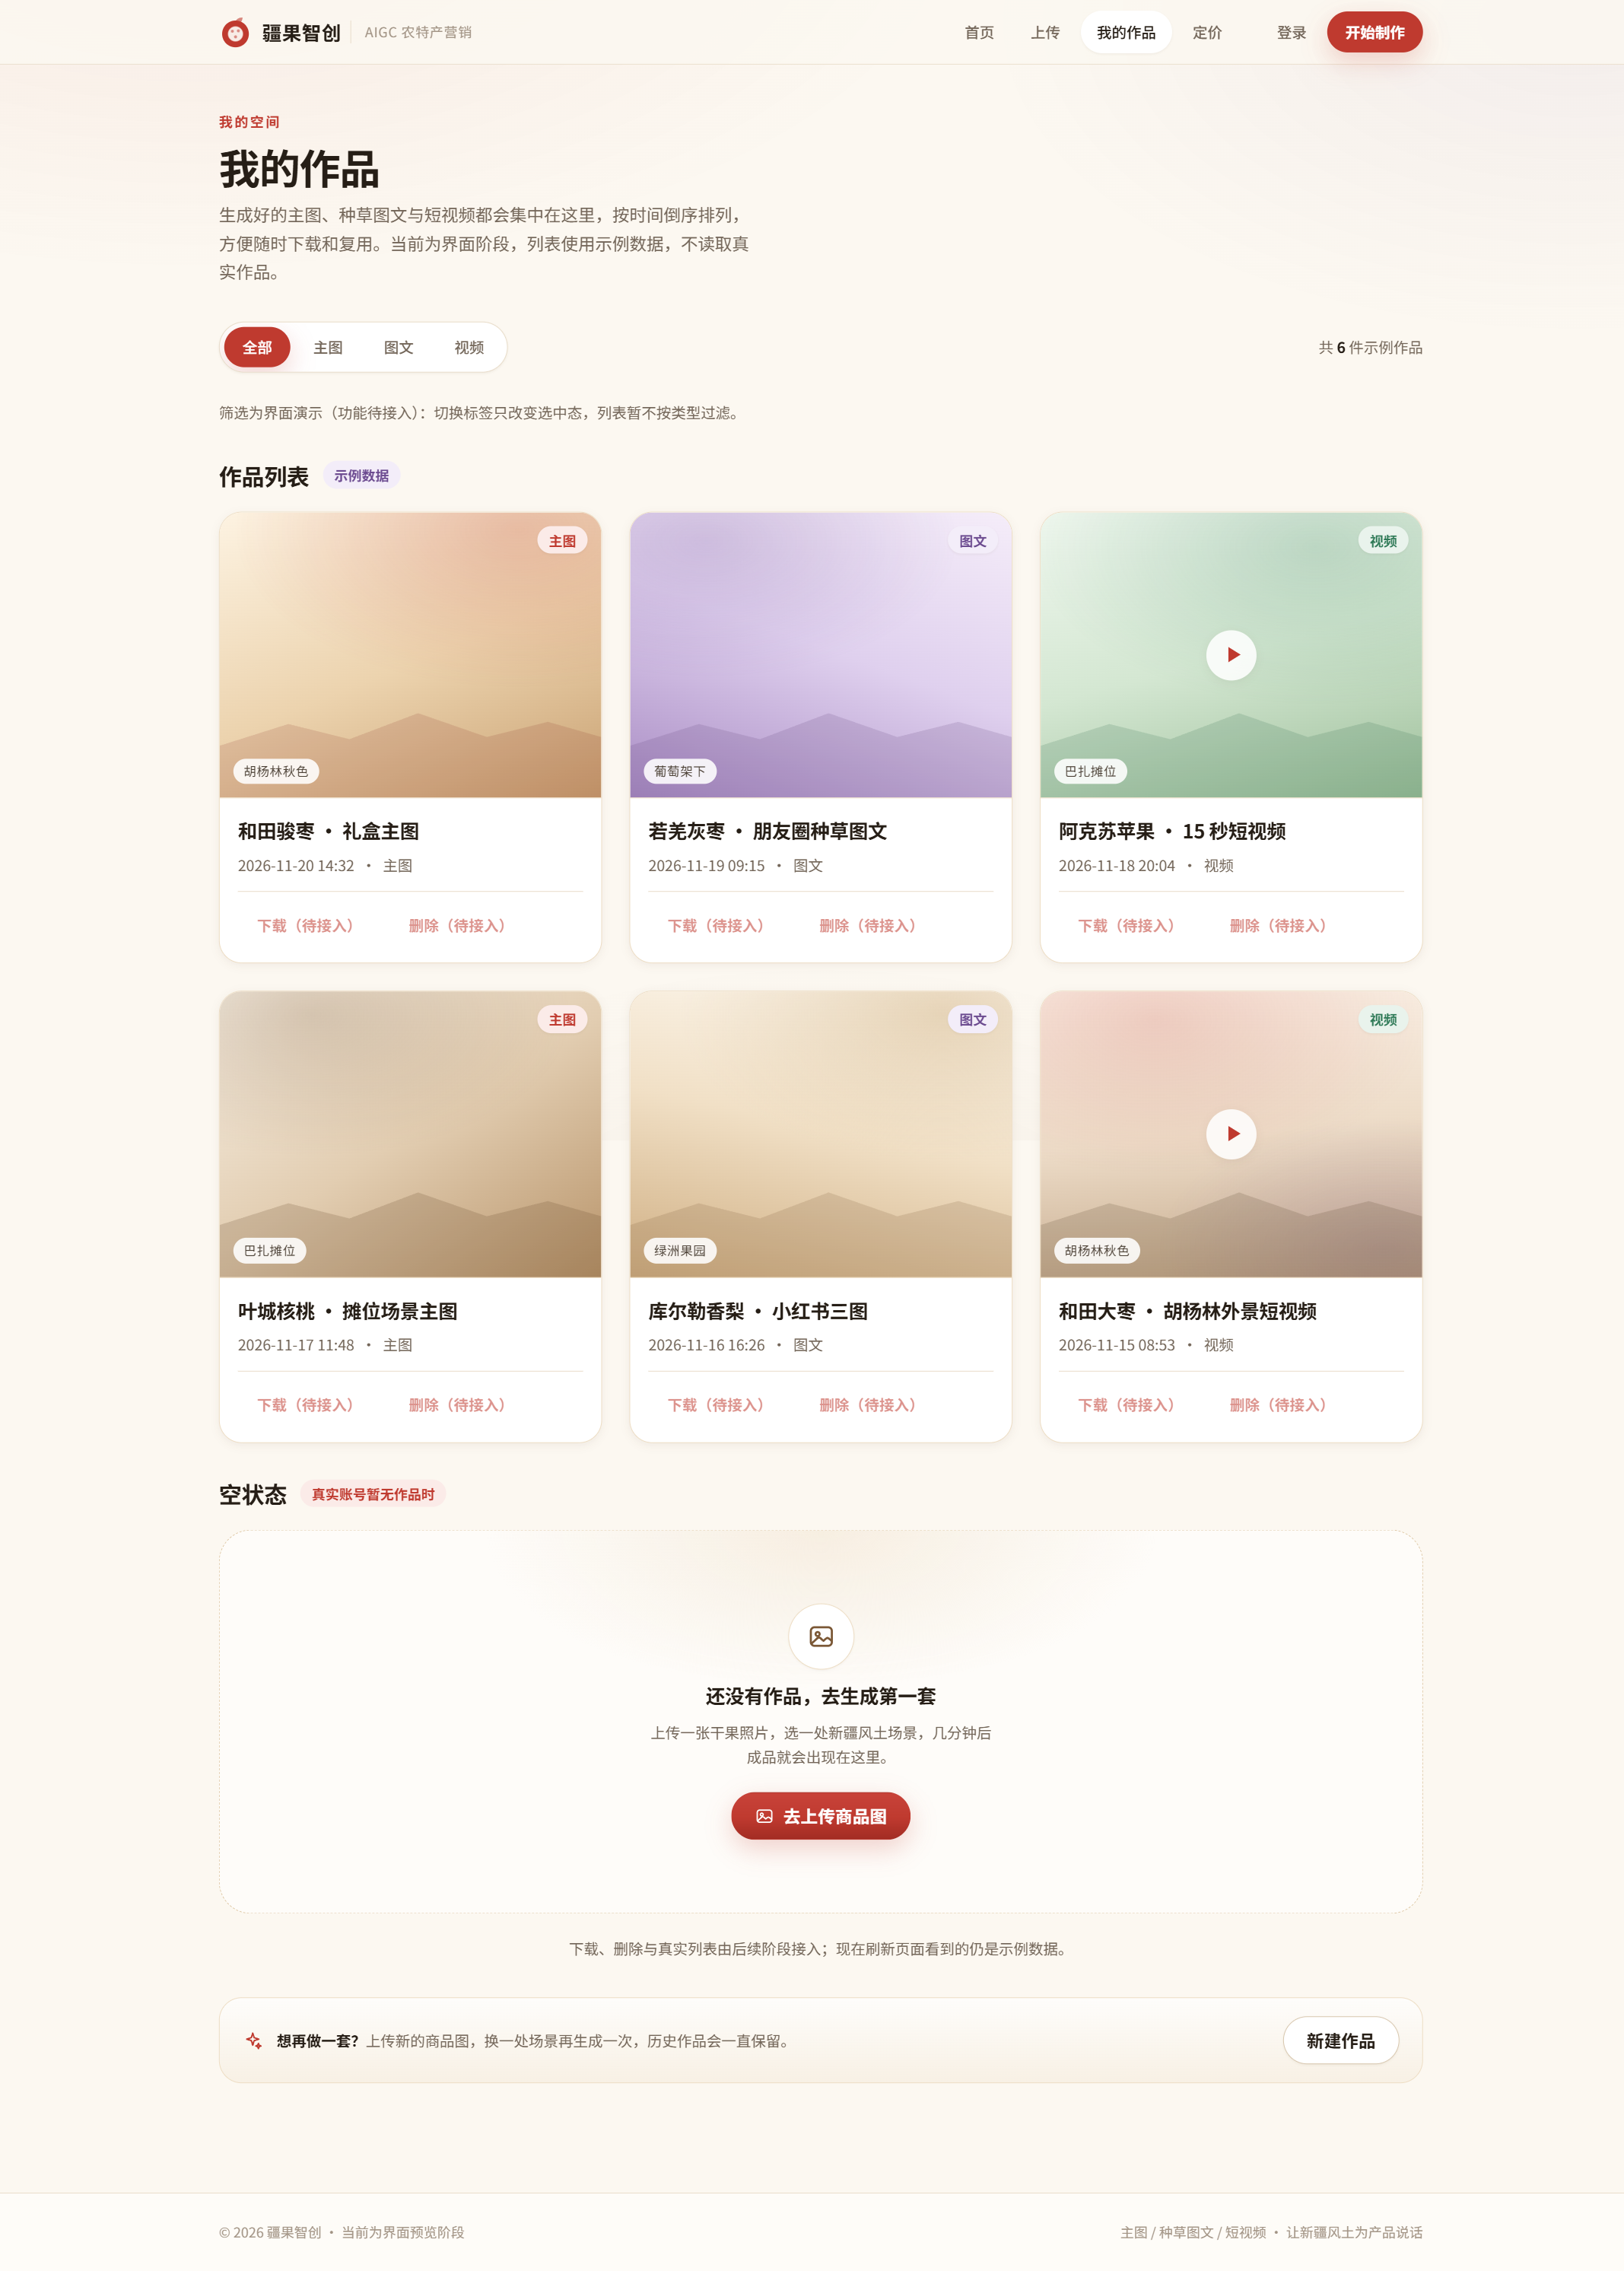 疆果智创
AIGC 农特产营销
首页
上传
我的作品
定价
登录
开始制作
我的空间
我的作品
生成好的主图、种草图文与短视频都会集中在这里，按时间倒序排列，
方便随时下载和复用。当前为界面阶段，列表使用示例数据，不读取真
实作品。
全部
主图
图文
视频
共 6 件示例作品
筛选为界面演示（功能待接入）：切换标签只改变选中态，列表暂不按类型过滤。
作品列表
示例数据
主图
胡杨林秋色
和田骏枣 · 礼盒主图
2026-11-20 14:32 · 主图
下载（待接入）
删除（待接入）
图文
葡萄架下
若羌灰枣 · 朋友圈种草图文
2026-11-19 09:15 · 图文
下载（待接入）
删除（待接入）
视频
巴扎摊位
阿克苏苹果 · 15 秒短视频
2026-11-18 20:04 · 视频
下载（待接入）
删除（待接入）
主图
巴扎摊位
叶城核桃 · 摊位场景主图
2026-11-17 11:48 · 主图
下载（待接入）
删除（待接入）
图文
绿洲果园
库尔勒香梨 · 小红书三图
2026-11-16 16:26 · 图文
下载（待接入）
删除（待接入）
视频
胡杨林秋色
和田大枣 · 胡杨林外景短视频
2026-11-15 08:53 · 视频
下载（待接入）
删除（待接入）
空状态
真实账号暂无作品时
还没有作品，去生成第一套
上传一张干果照片，选一处新疆风土场景，几分钟后
成品就会出现在这里。
去上传商品图
下载、删除与真实列表由后续阶段接入；现在刷新页面看到的仍是示例数据。
想再做一套？上传新的商品图，换一处场景再生成一次，历史作品会一直保留。
新建作品
© 2026 疆果智创 · 当前为界面预览阶段
主图 / 种草图文 / 短视频 · 让新疆风土为产品说话